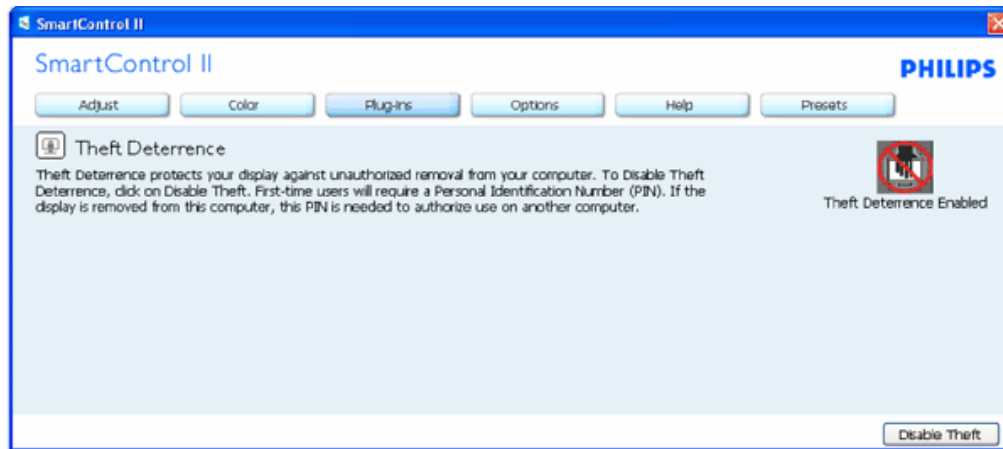 SmartControl II
SmartControl II
PHILIPS
Adjust Color Plug-Ins Options Help Presets
Theft Deterrence
Theft Deterrence protects your display against unauthorized removal from your computer. To Disable Theft
Deterrence, click on Disable Theft. First-time users will require a Personal Identification Number (PIN). If the
display is removed from this computer, this PIN is needed to authorize use on another computer.
Theft Deterrence Enabled
Disable Theft